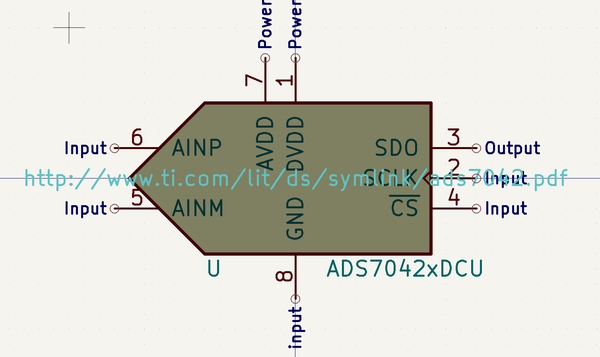 Power
Power
7
1
6
Input
AINP
AVDD
DVDD
SDO
3
Output
http://www.ti.com/lit/ds/symlink/ads7042.pdf
SCLK
2
Input
5
Input
AINM
GND
CS
4
Input
U
ADS7042xDCU
8
input